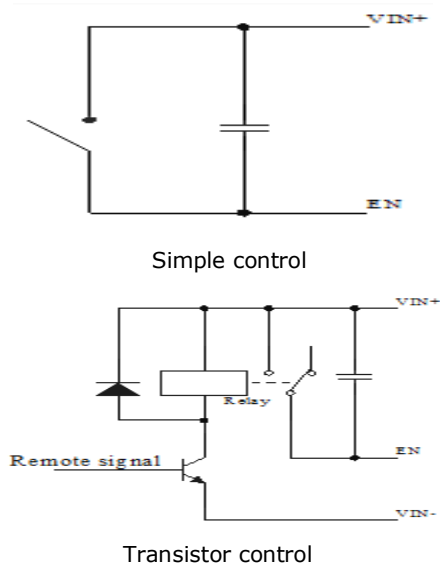 VIN+
EN
Simple control
VIN+
Relay
EN
Remote signal
VIN-
Transistor control